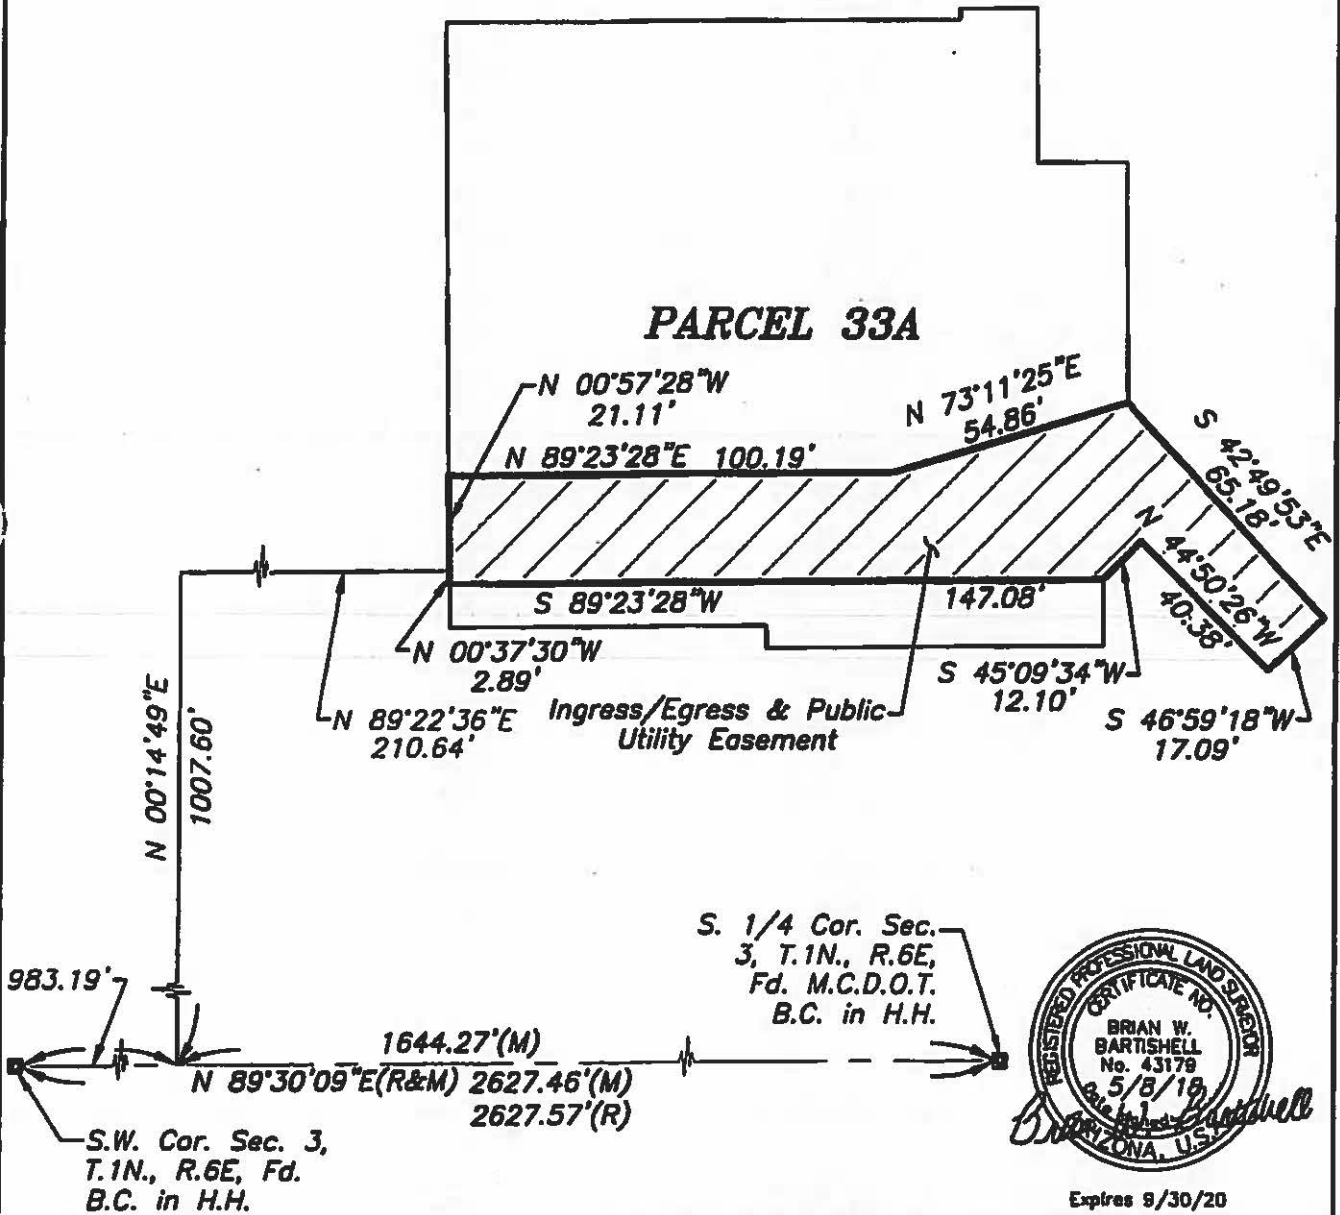 PARCEL 33A
N 00°57'28"W
21.11'
N 73°11'25"E
54.86'
N 89°23'28"E 100.19'
S 42°49'53"E
65.18'
N 44°50'26"W
40.38'
S 89°23'28"W
147.08'
N 00°37'30"W
2.89'
S 45°09'34"W
12.10'
S 46°59'18"W
17.09'
N 89°22'36"E
210.64'
Ingress/Egress & Public
Utility Easement
N 00°14'49"E
1007.60'
S. 1/4 Cor. Sec.
3, T.1N., R.6E,
Fd. M.C.D.O.T.
B.C. in H.H.
983.19'
1644.27'(M)
N 89°30'09"E(R&M) 2627.46'(M)
2627.57'(R)
S.W. Cor. Sec. 3,
T.1N., R.6E, Fd.
B.C. in H.H.
REGISTERED PROFESSIONAL LAND SURVEYOR
CERTIFICATE NO.
BRIAN W.
BARTISHELL
No. 43179
5/8/18
Date Signed
ARIZONA, U.S.A.
Expires 9/30/20